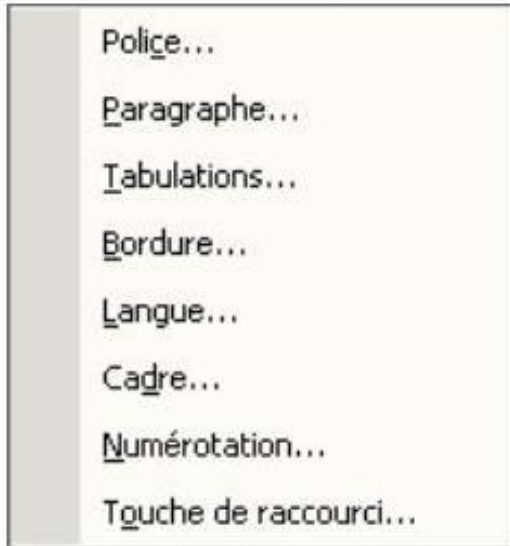 Police...
Paragraphe...
Tabulations...
Bordure...
Langue...
Cadre...
Numérotation...
Touche de raccourci...